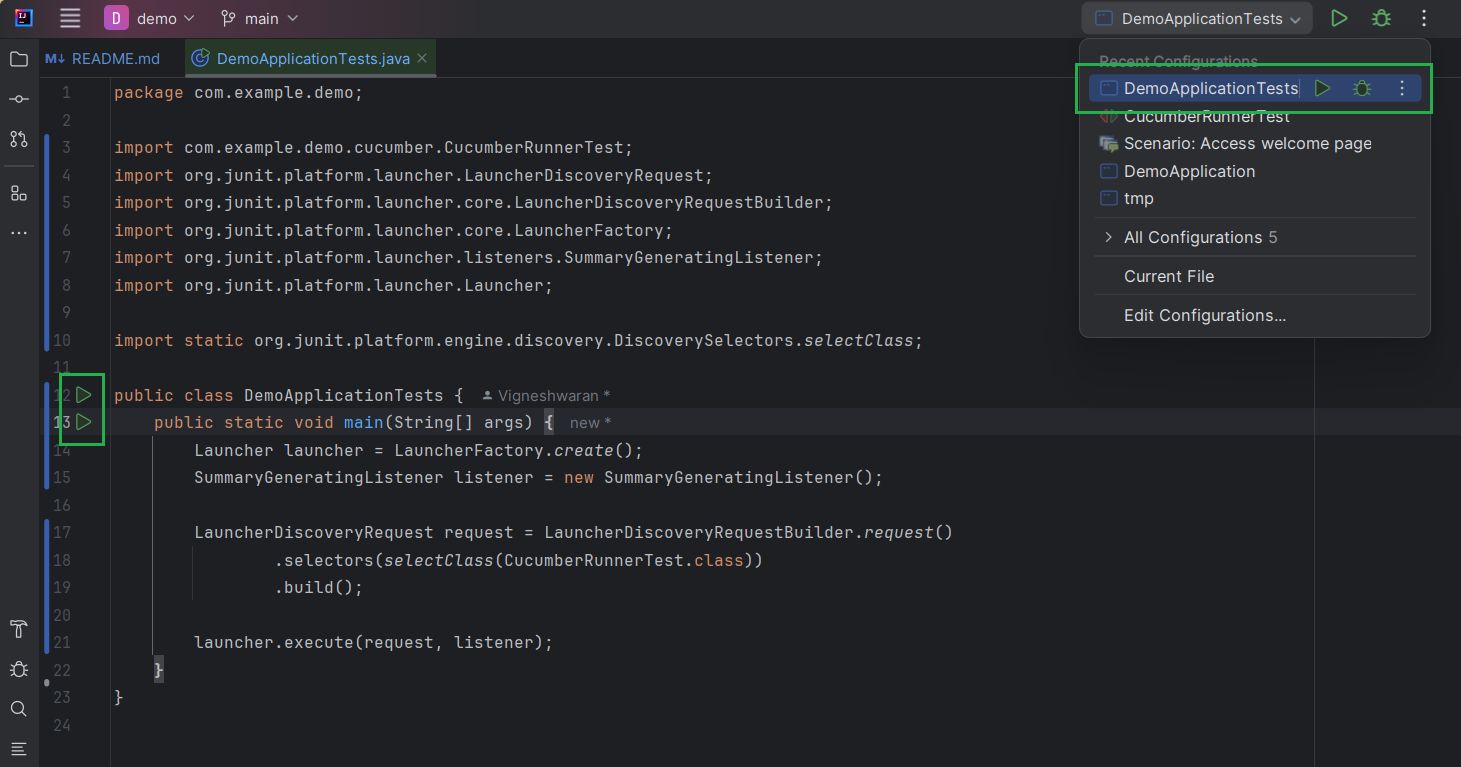 D demo main DemoApplicationTests
M↓ README.md DemoApplicationTests.java
Recent Configurations
DemoApplicationTests
CucumberRunnerTest
Scenario: Access welcome page
DemoApplication
tmp
All Configurations 5
Current File
Edit Configurations...
1 package com.example.demo;
2
3 import com.example.demo.cucumber.CucumberRunnerTest;
4 import org.junit.platform.launcher.LauncherDiscoveryRequest;
5 import org.junit.platform.launcher.core.LauncherDiscoveryRequestBuilder;
6 import org.junit.platform.launcher.core.LauncherFactory;
7 import org.junit.platform.launcher.listeners.SummaryGeneratingListener;
8 import org.junit.platform.launcher.Launcher;
9
10 import static org.junit.platform.engine.discovery.DiscoverySelectors.selectClass;
11
12 public class DemoApplicationTests { Vigneshwaran *
13 public static void main(String[] args) { new *
14 Launcher launcher = LauncherFactory.create();
15 SummaryGeneratingListener listener = new SummaryGeneratingListener();
16
17 LauncherDiscoveryRequest request = LauncherDiscoveryRequestBuilder.request()
18 .selectors(selectClass(CucumberRunnerTest.class))
19 .build();
20
21 launcher.execute(request, listener);
22 }
23 }
24